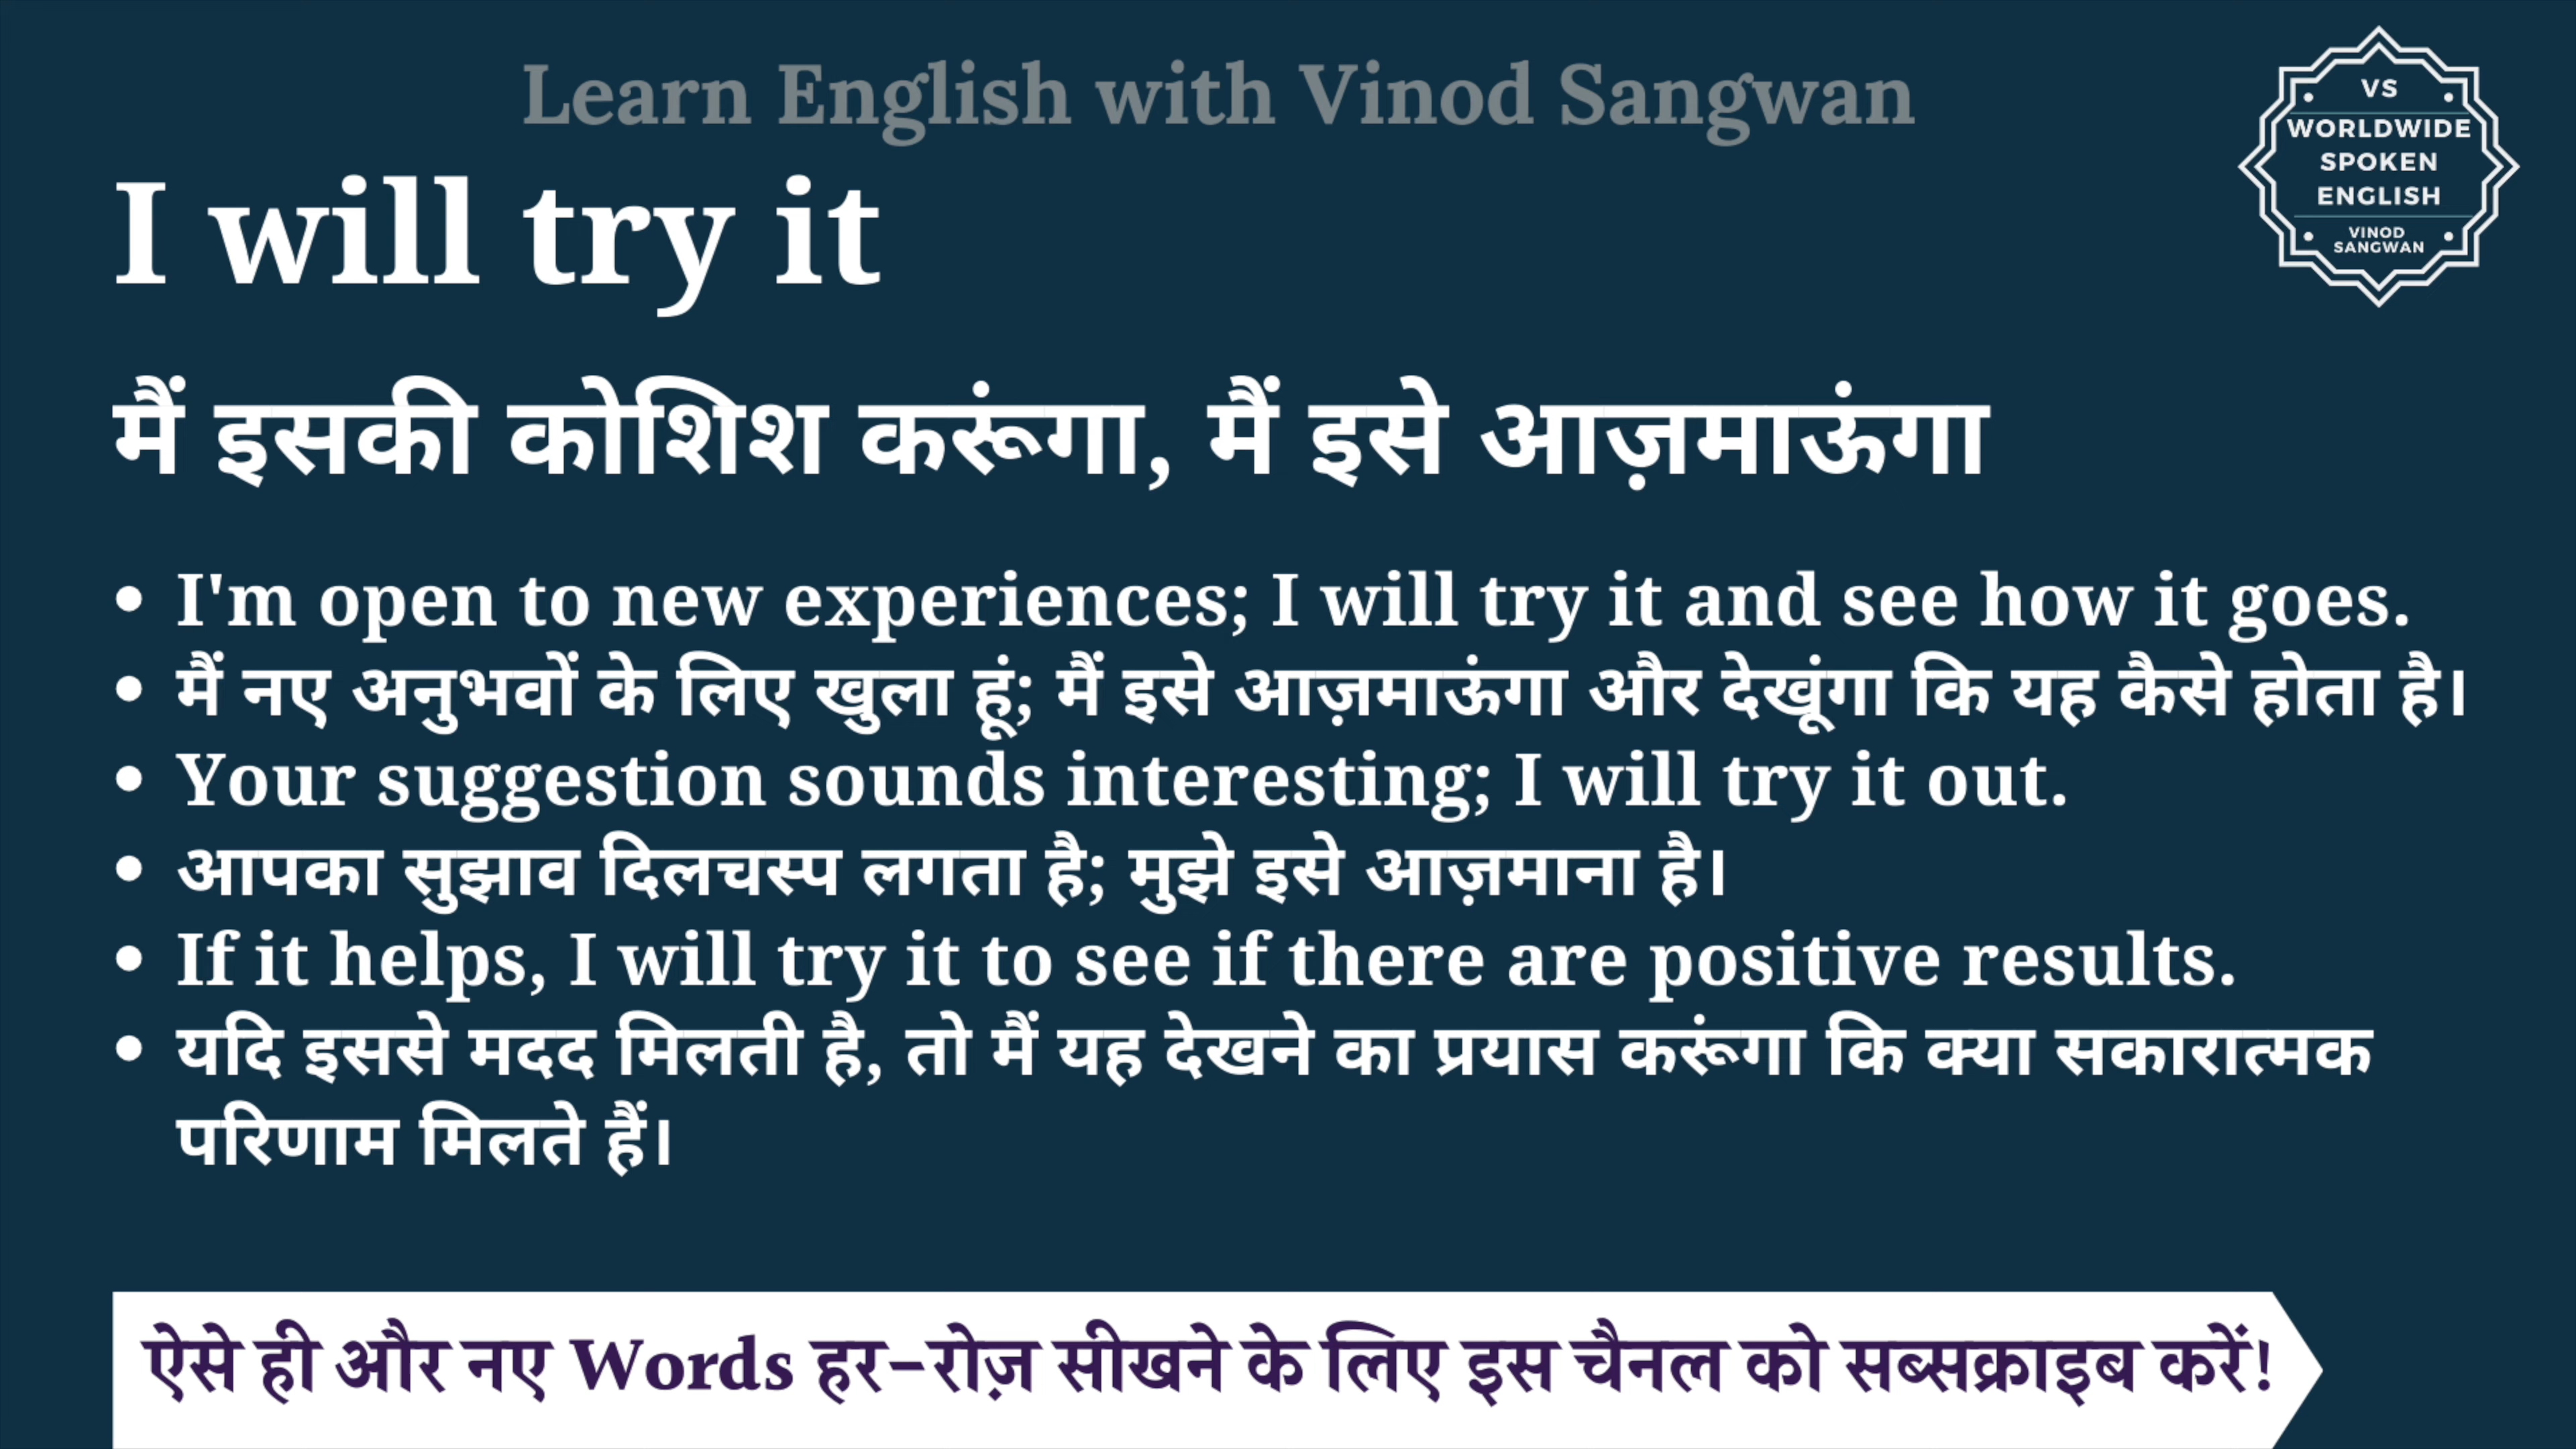 Learn English with Vinod Sangwan
VS
WORLDWIDE
SPOKEN
ENGLISH
VINOD
SANGWAN
I will try it
मैं इसकी कोशिश करूंगा, मैं इसे आज़माऊंगा
• I'm open to new experiences; I will try it and see how it goes.
• मैं नए अनुभवों के लिए खुला हूं; मैं इसे आज़माऊंगा और देखूंगा कि यह कैसे होता है।
• Your suggestion sounds interesting; I will try it out.
• आपका सुझाव दिलचस्प लगता है; मुझे इसे आज़माना है।
• If it helps, I will try it to see if there are positive results.
• यदि इससे मदद मिलती है, तो मैं यह देखने का प्रयास करूंगा कि क्या सकारात्मक
परिणाम मिलते हैं।
ऐसे ही और नए Words हर-रोज़ सीखने के लिए इस चैनल को सब्सक्राइब करें!